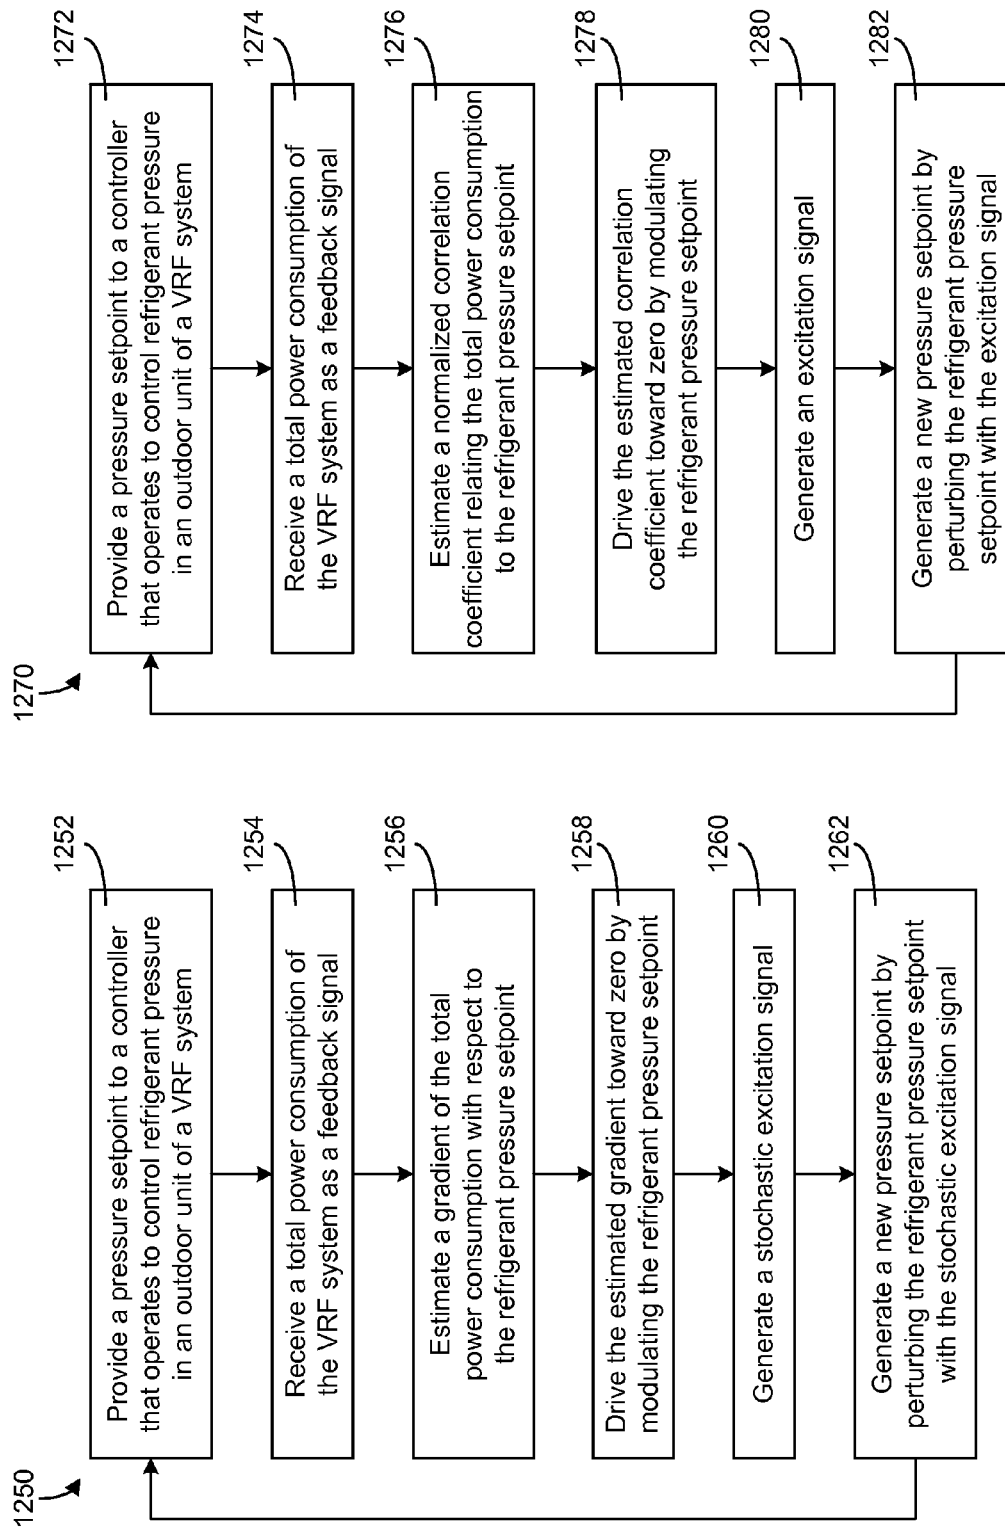 1250
Provide a pressure setpoint to a controller
that operates to control refrigerant pressure
in an outdoor unit of a VRF system
1252
Receive a total power consumption of
the VRF system as a feedback signal
1254
Estimate a gradient of the total
power consumption with respect to
the refrigerant pressure setpoint
1256
Drive the estimated gradient toward zero by
modulating the refrigerant pressure setpoint
1258
Generate a stochastic excitation signal
1260
Generate a new pressure setpoint by
perturbing the refrigerant pressure setpoint
with the stochastic excitation signal
1262
1270
Provide a pressure setpoint to a controller
that operates to control refrigerant pressure
in an outdoor unit of a VRF system
1272
Receive a total power consumption of
the VRF system as a feedback signal
1274
Estimate a normalized correlation
coefficient relating the total power consumption
to the refrigerant pressure setpoint
1276
Drive the estimated correlation
coefficient toward zero by modulating
the refrigerant pressure setpoint
1278
Generate an excitation signal
1280
Generate a new pressure setpoint by
perturbing the refrigerant pressure
setpoint with the excitation signal
1282